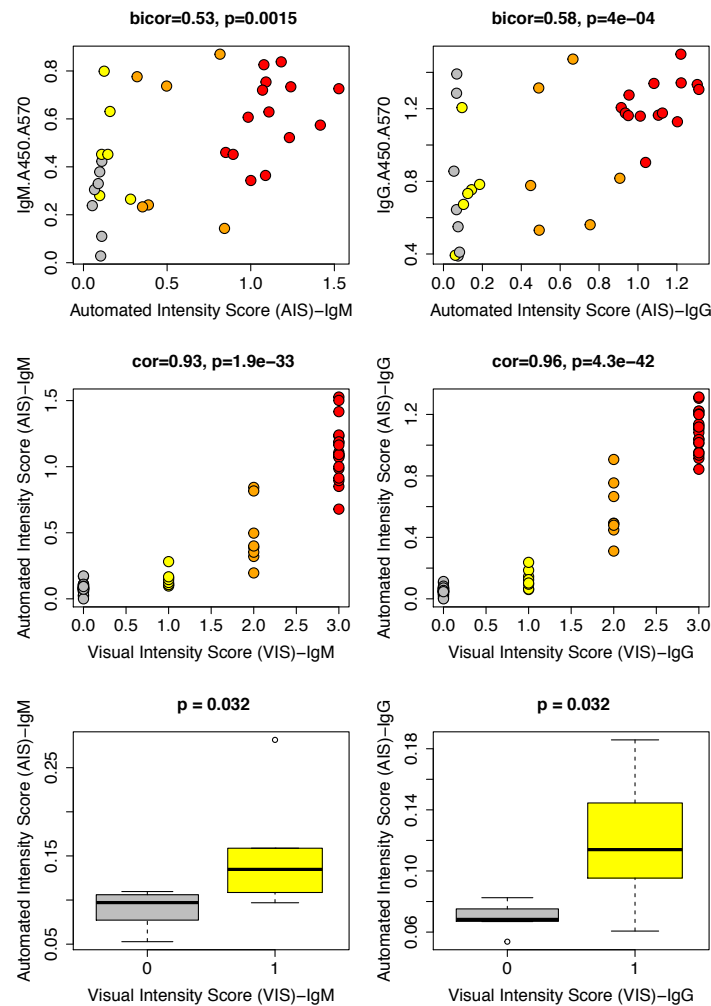 bicor=0.53, p=0.0015
IgM.A450.A570
0.0 0.2 0.4 0.6 0.8
0.0 0.5 1.0 1.5
Automated Intensity Score (AIS)−IgM
bicor=0.58, p=4e−04
IgG.A450.A570
0.4 0.8 1.2
0.0 0.2 0.4 0.6 0.8 1.0 1.2
Automated Intensity Score (AIS)−IgG
cor=0.93, p=1.9e−33
Automated Intensity Score (AIS)−IgM
0.0 0.5 1.0 1.5
0.0 0.5 1.0 1.5 2.0 2.5 3.0
Visual Intensity Score (VIS)−IgM
cor=0.96, p=4.3e−42
Automated Intensity Score (AIS)−IgG
0.0 0.4 0.8 1.2
0.0 0.5 1.0 1.5 2.0 2.5 3.0
Visual Intensity Score (VIS)−IgG
p = 0.032
Automated Intensity Score (AIS)−IgM
0.05 0.15 0.25
0 1
Visual Intensity Score (VIS)−IgM
p = 0.032
Automated Intensity Score (AIS)−IgG
0.06 0.10 0.14 0.18
0 1
Visual Intensity Score (VIS)−IgG